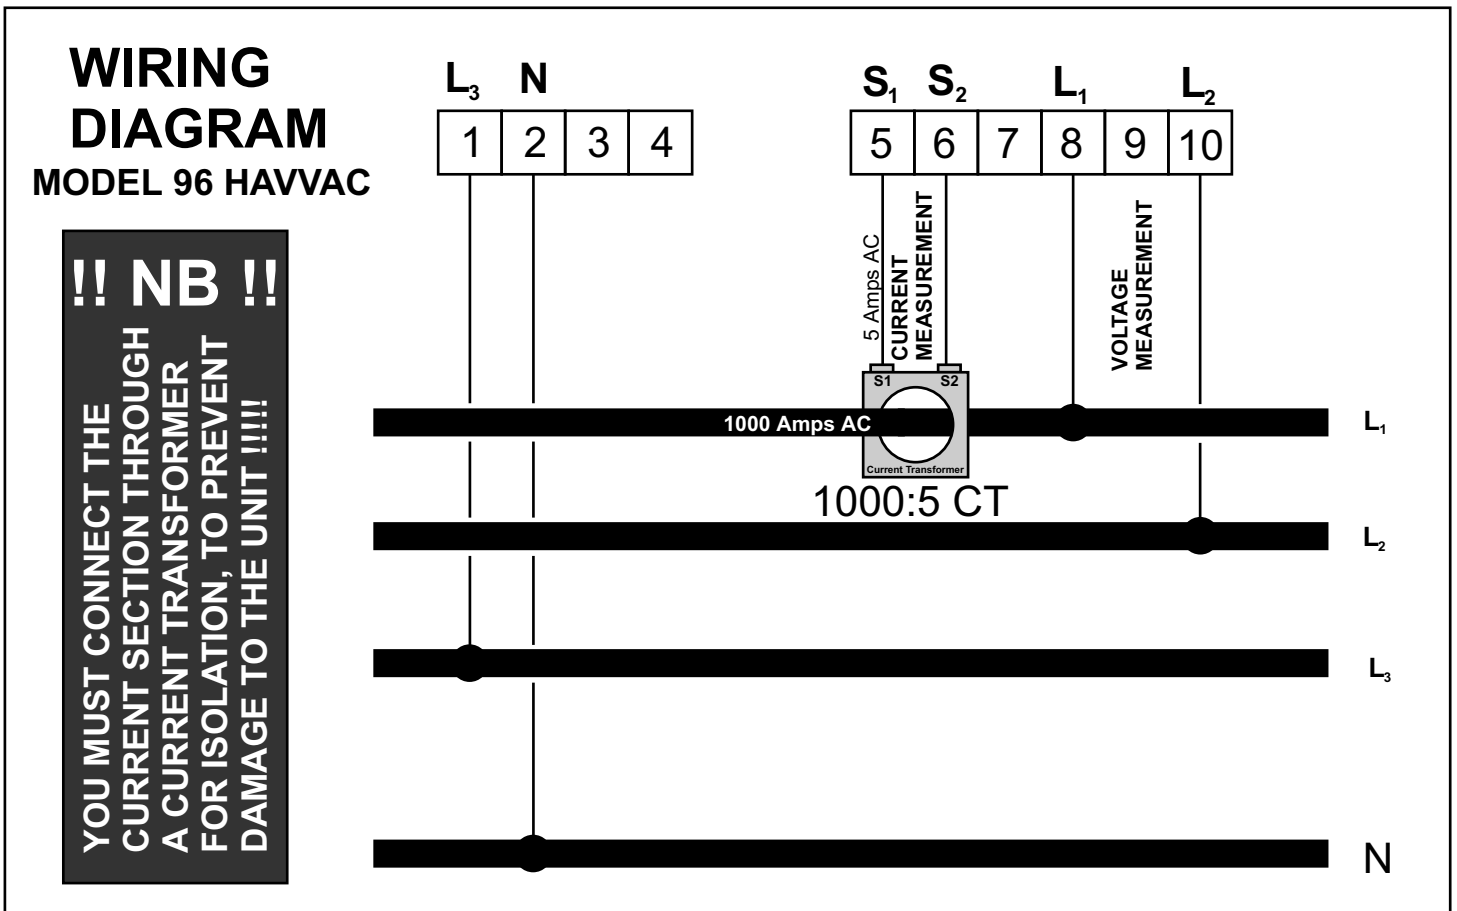 WIRING
DIAGRAM
MODEL 96 HAVVAC
!! NB !!
YOU MUST CONNECT THE
CURRENT SECTION THROUGH
A CURRENT TRANSFORMER
FOR ISOLATION, TO PREVENT
DAMAGE TO THE UNIT !!!!!
L₃ N
1 2 3 4
S₁ S₂ L₁ L₂
5 6 7 8 9 10
5 Amps AC
CURRENT
MEASUREMENT
VOLTAGE
MEASUREMENT
S1 S2
1000 Amps AC
Current Transformer
1000:5 CT
L₁
L₂
L₃
N